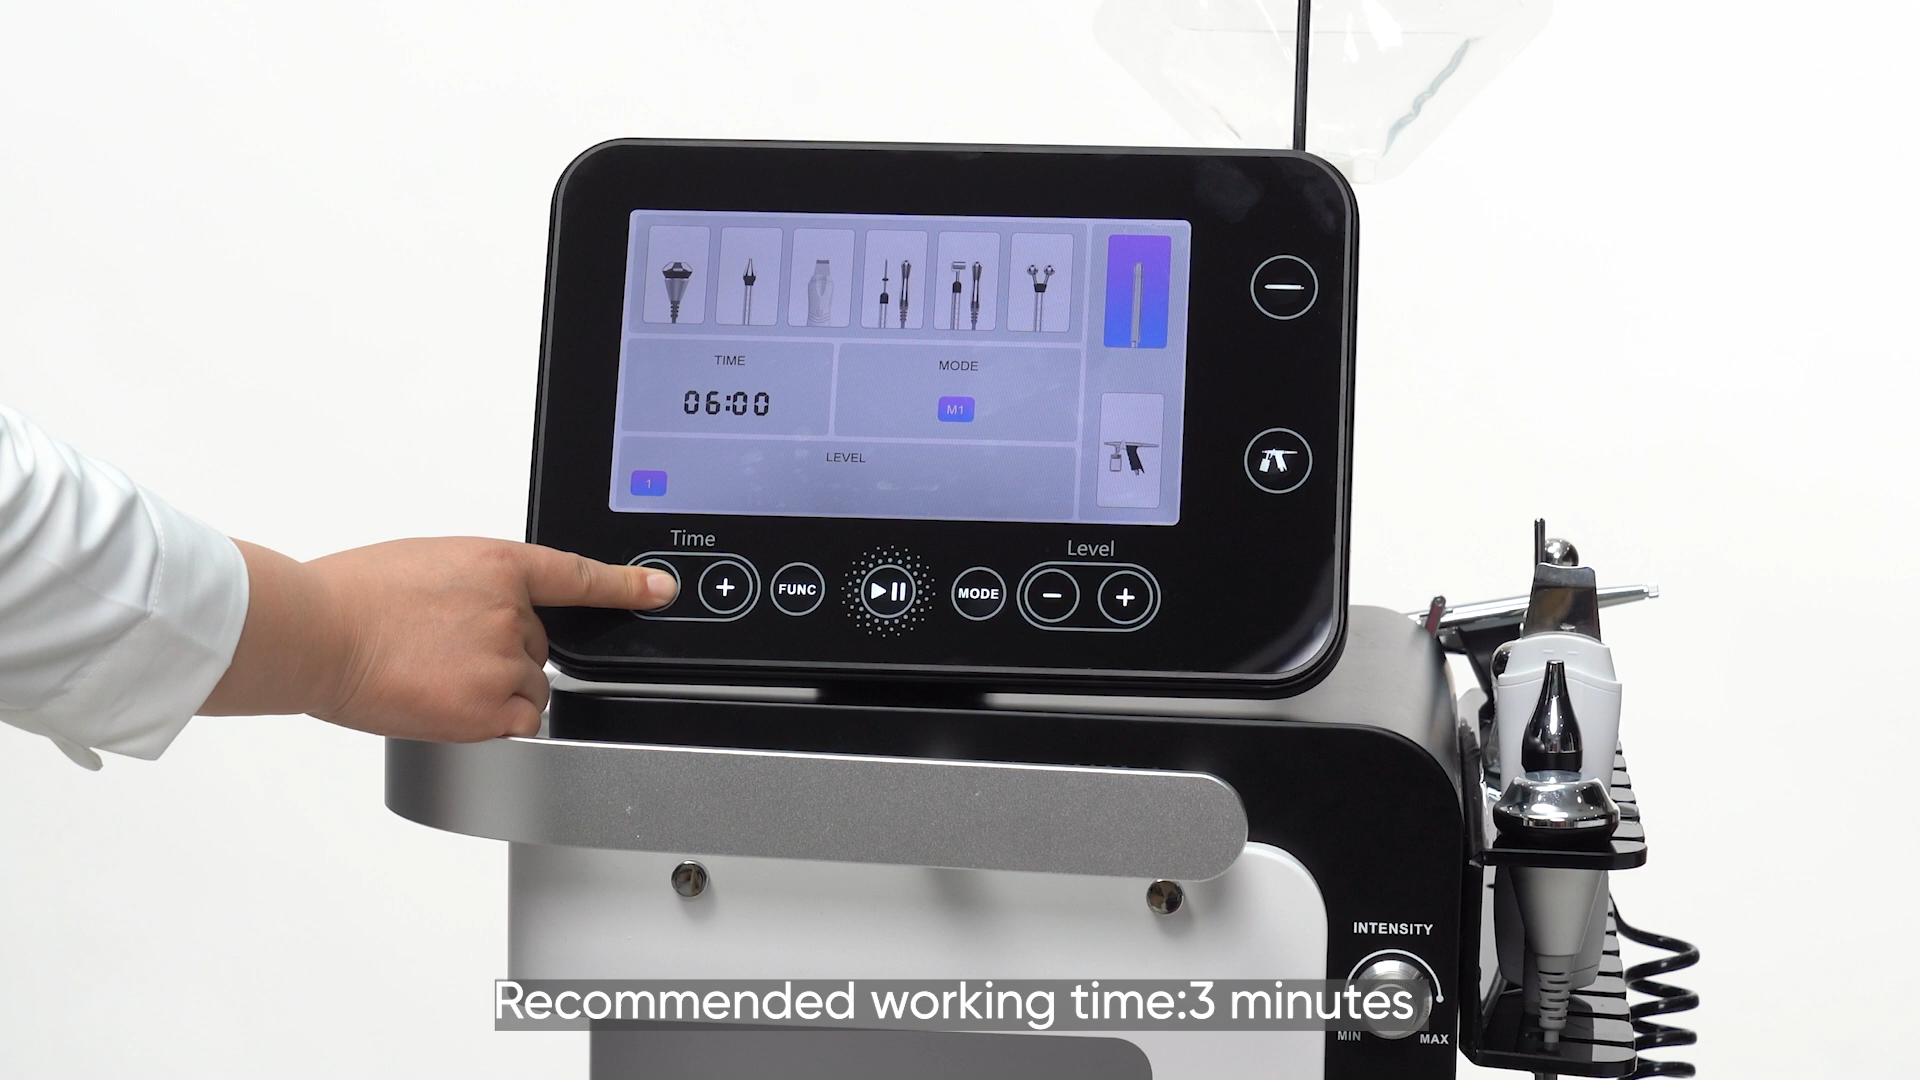 TIME
MODE
06:00
M1
LEVEL
1
Time
Level
+
FUNC
MODE
−
+
INTENSITY
Recommended working time:3 minutes
MIN
MAX